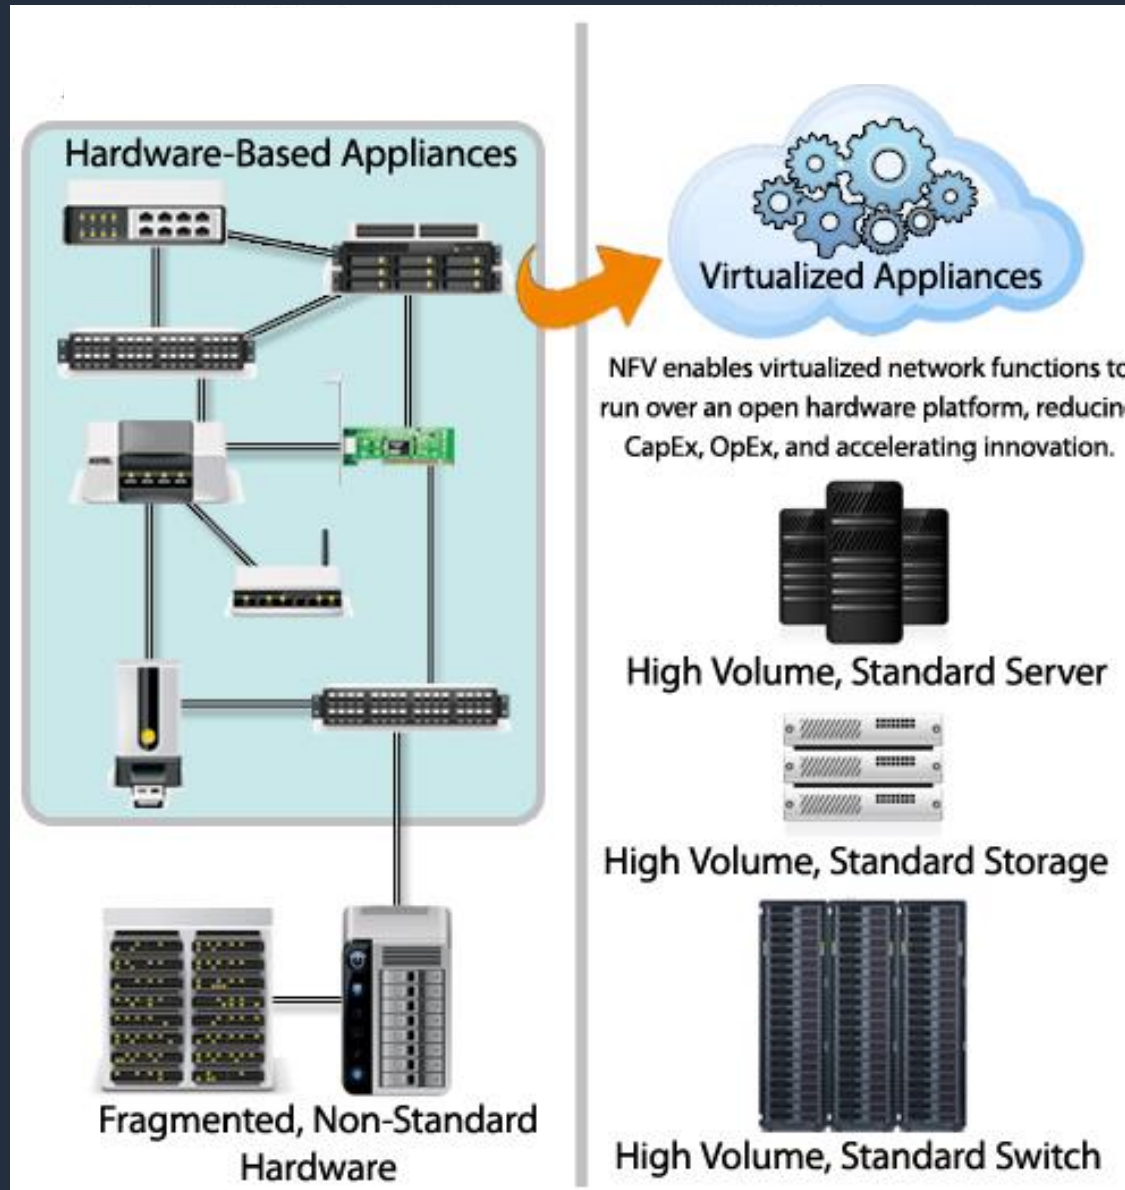 Hardware-Based Appliances
Fragmented, Non-Standard
Hardware
Virtualized Appliances
NFV enables virtualized network functions to
run over an open hardware platform, reducing
CapEx, OpEx, and accelerating innovation.
High Volume, Standard Server
High Volume, Standard Storage
High Volume, Standard Switch